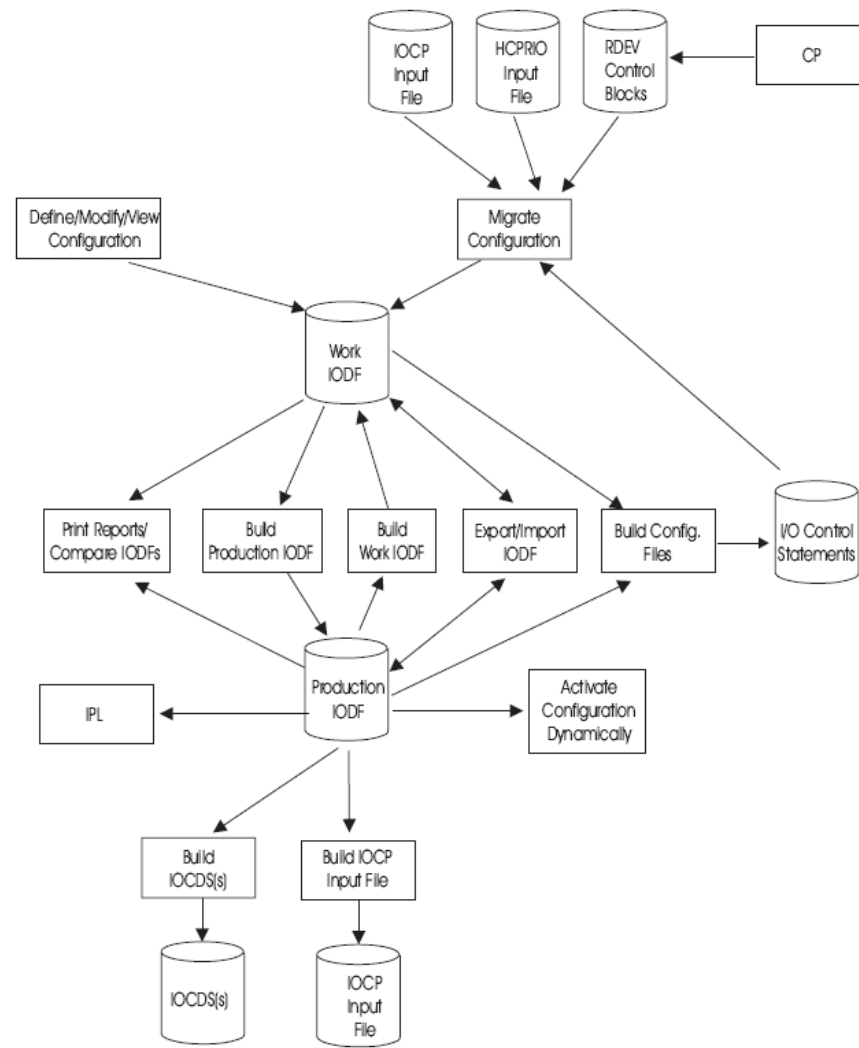 IOCP
Input
File
HCPRIO
Input
File
RDEV
Control
Blocks
CP
Define/Modify/View
Configuration
Migrate
Configuration
Work
IODF
Print Reports/
Compare IODFs
Build
Production IODF
Build
Work IODF
Export/Import
IODF
Build Config.
Files
I/O Control
Statements
IPL
Production
IODF
Activate
Configuration
Dynamically
Build
IOCDS(s)
Build IOCP
Input File
IOCDS(s)
IOCP
Input
File